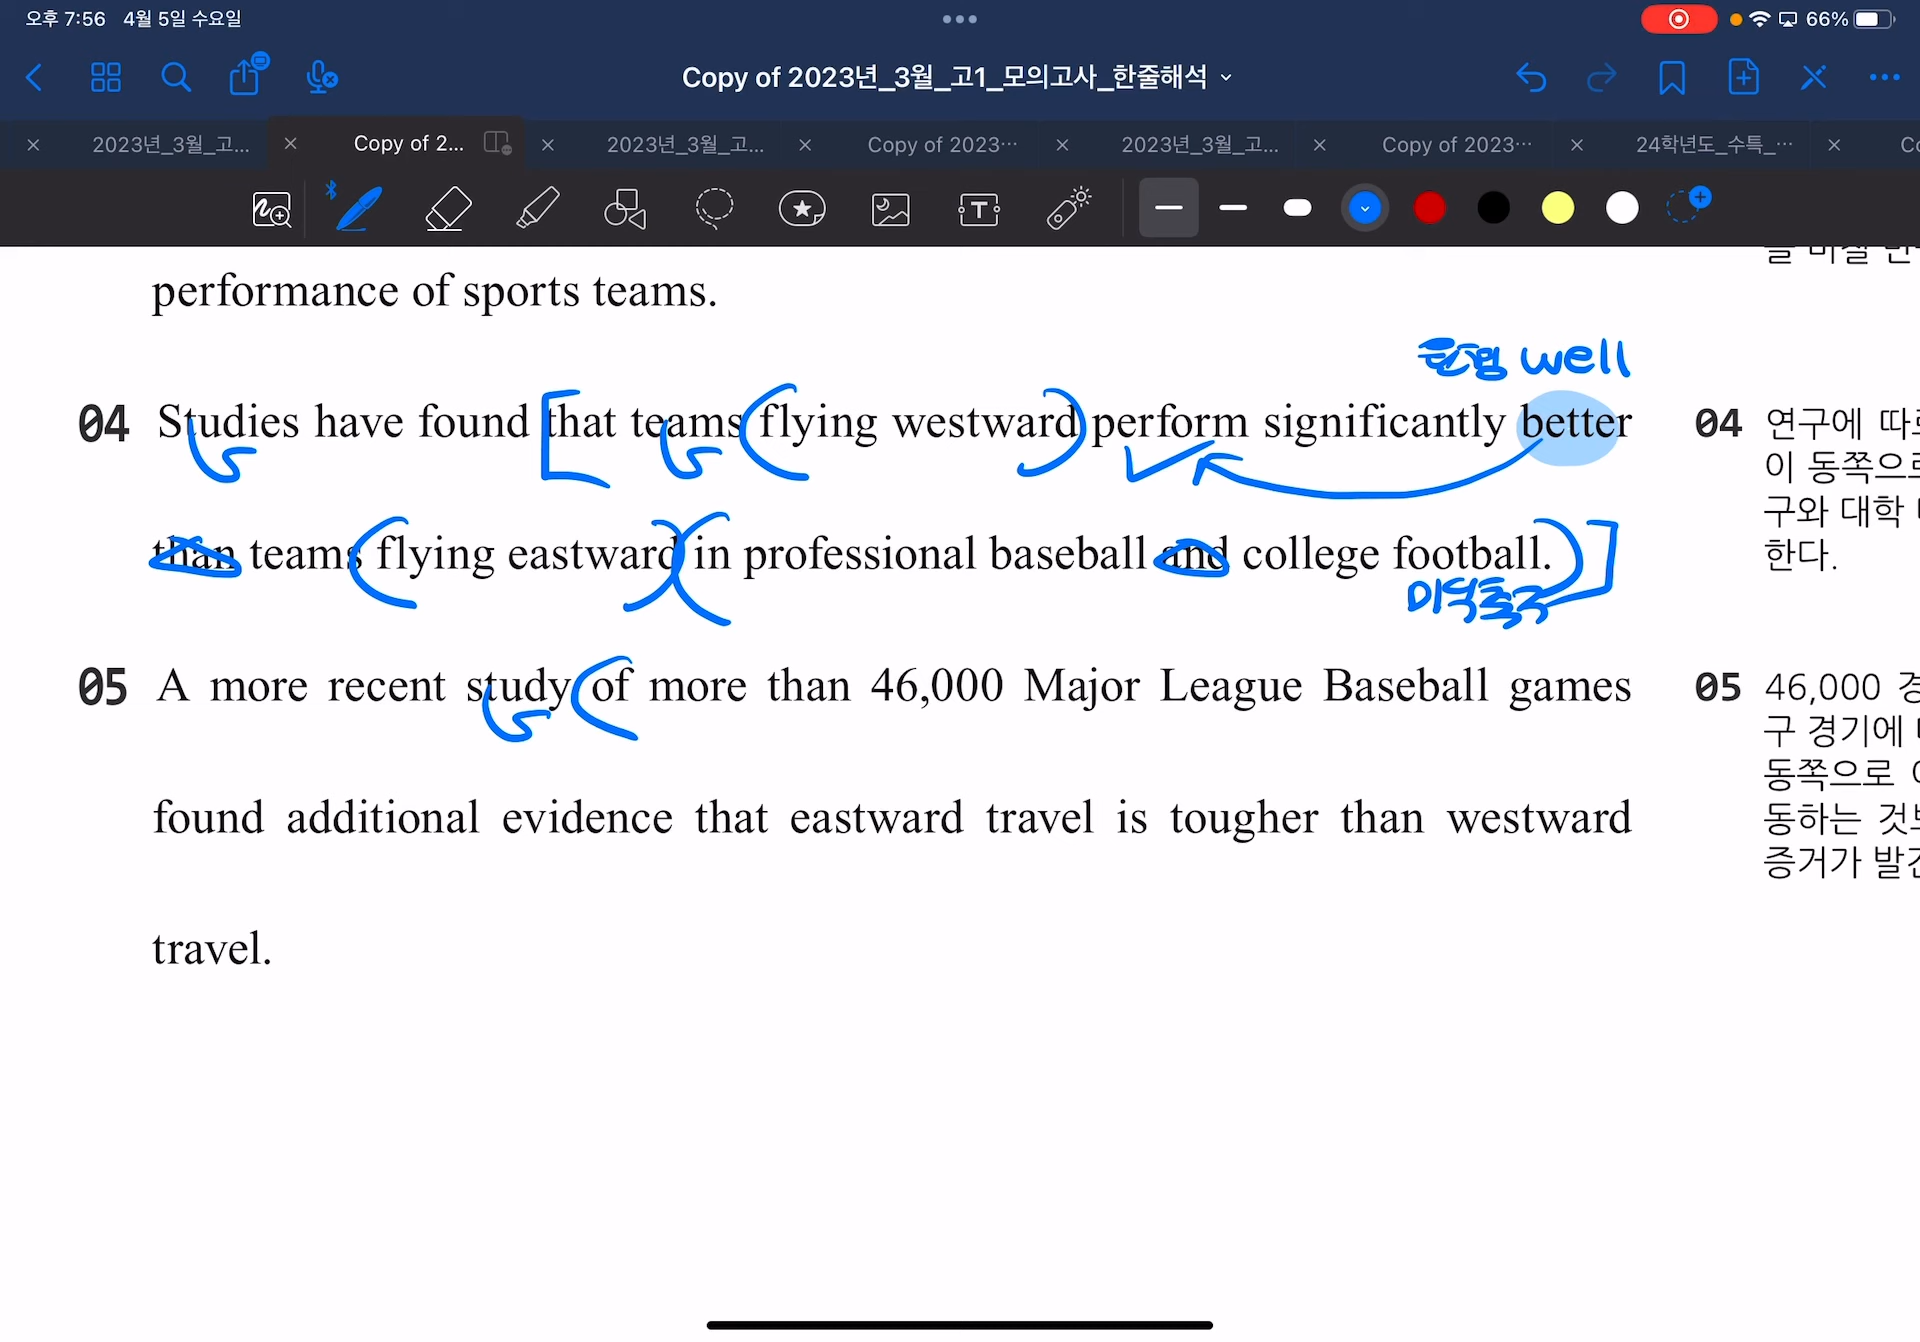 오후 7:56 4월 5일 수요일
66%
Copy of 2023년_3월_고1_모의고사_한줄해석
2023년_3월_고...
Copy of 2...
2023년_3월_고...
Copy of 2023...
2023년_3월_고...
Copy of 2023...
24학년도_수특_...
performance of sports teams.
well
04 Studies have found that teams flying westward perform significantly better
than teams flying eastward in professional baseball and college football.
미식축구
05 A more recent study of more than 46,000 Major League Baseball games
found additional evidence that eastward travel is tougher than westward
travel.
04 연구에 따르
이 동쪽으로
구와 대학
한다.
05 46,000 경
구 경기에
동쪽으로
동하는 것보
증거가 발견